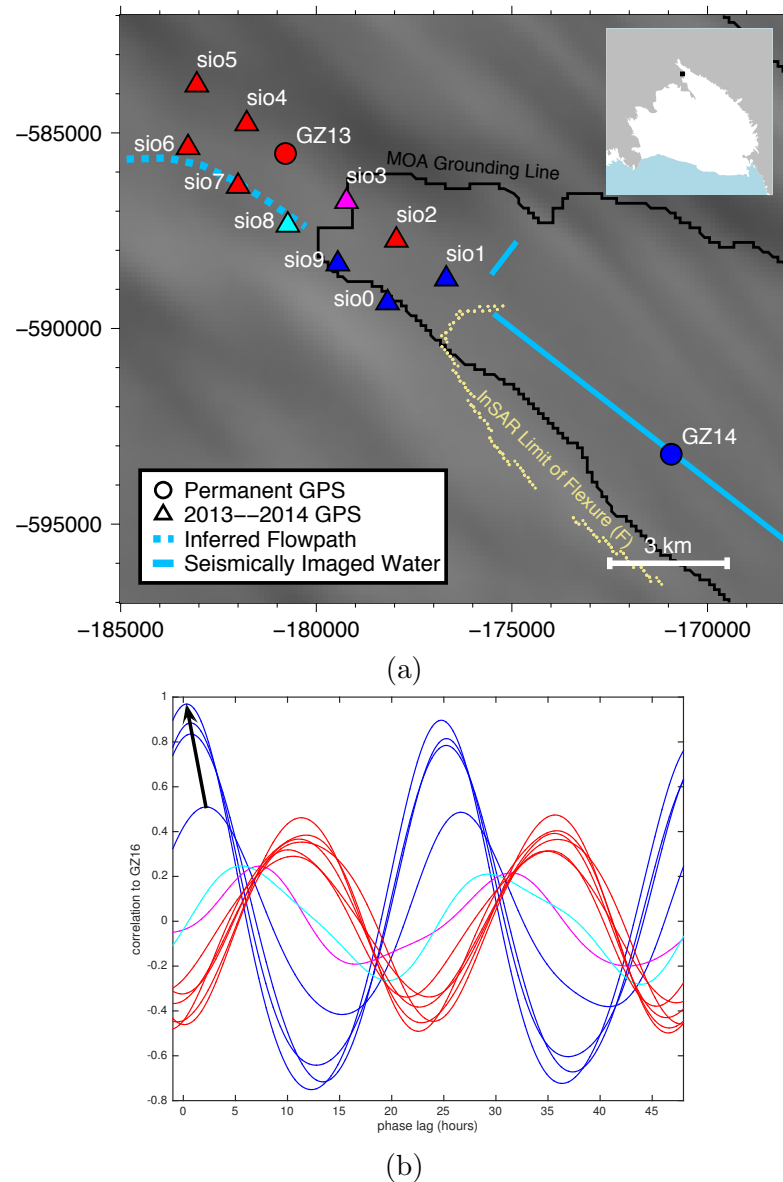 sio5
sio4
−585000
GZ13
sio6
MOA Grounding Line
sio3
sio7
sio2
sio8
sio1
sio9
sio0
−590000
InSAR Limit of Flexure (F)
GZ14
Permanent GPS
2013−−2014 GPS
Inferred Flowpath
Seismically Imaged Water
−595000
3 km
−185000 −180000 −175000 −170000
(a)
1
0.8
0.6
0.4
0.2
0
-0.2
-0.4
-0.6
-0.8
correlation to GZ16
0 5 10 15 20 25 30 35 40 45
phase lag (hours)
(b)